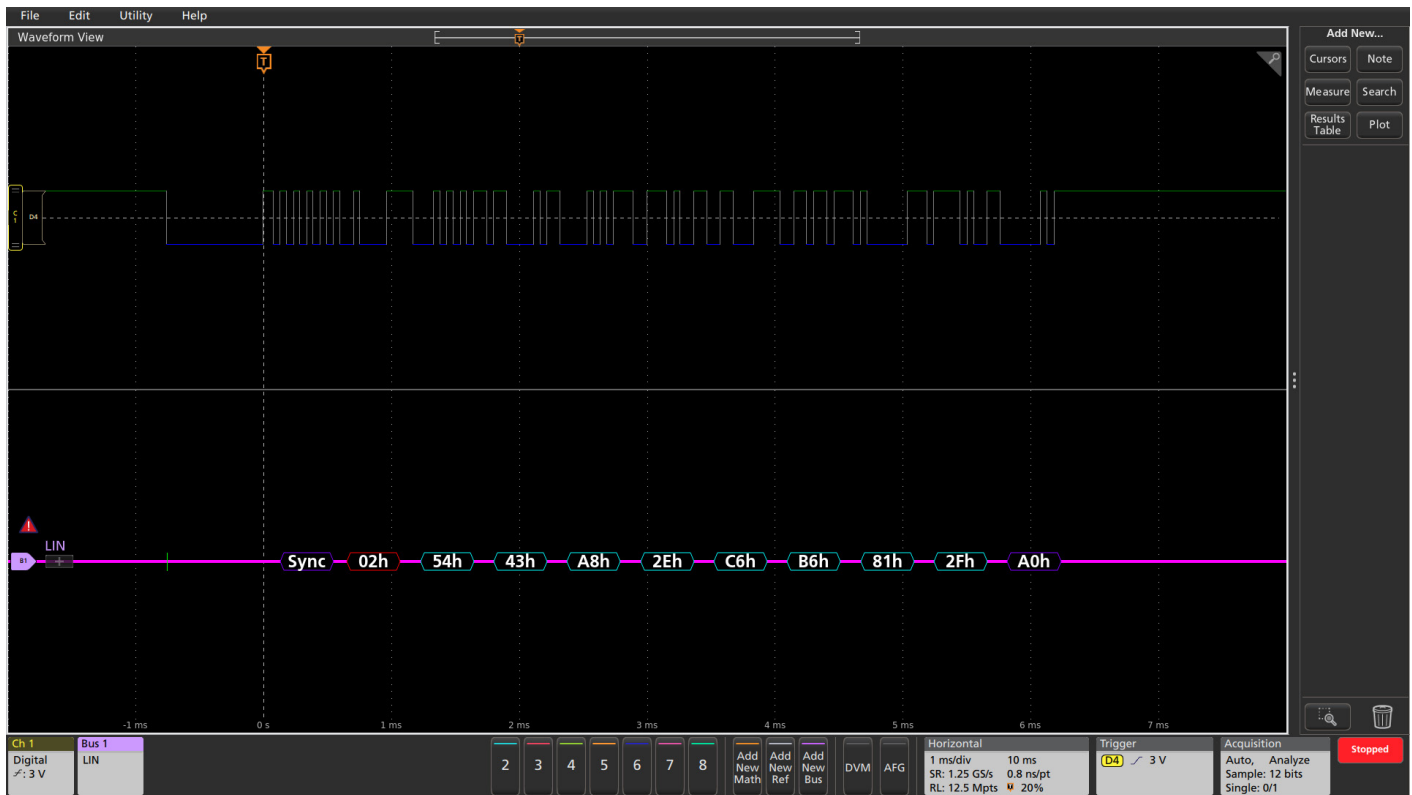 File Edit Utility Help
Waveform View
Add New...
T
T
Cursors Note
Measure Search
Results Table Plot
C 1 D4
!
LIN
B1 +
Sync 02h 54h 43h A8h 2Eh C6h B6h 81h 2Fh A0h
-1 ms 0 s 1 ms 2 ms 3 ms 4 ms 5 ms 6 ms 7 ms
Ch 1
Digital
: 3 V
Bus 1
LIN
2 3 4 5 6 7 8
Add New Math
Add New Ref
Add New Bus
DVM
AFG
Horizontal
1 ms/div 10 ms
SR: 1.25 GS/s 0.8 ns/pt
RL: 12.5 Mpts 20%
Trigger
D4 3 V
Acquisition
Auto, Analyze
Sample: 12 bits
Single: 0/1
Stopped